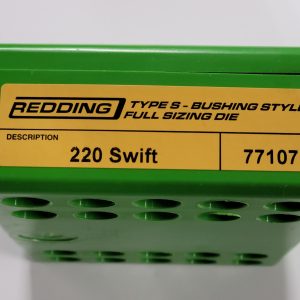 REDDING TYPE S - BUSHING STYLE
FULL SIZING DIE
DESCRIPTION
220 Swift 77107